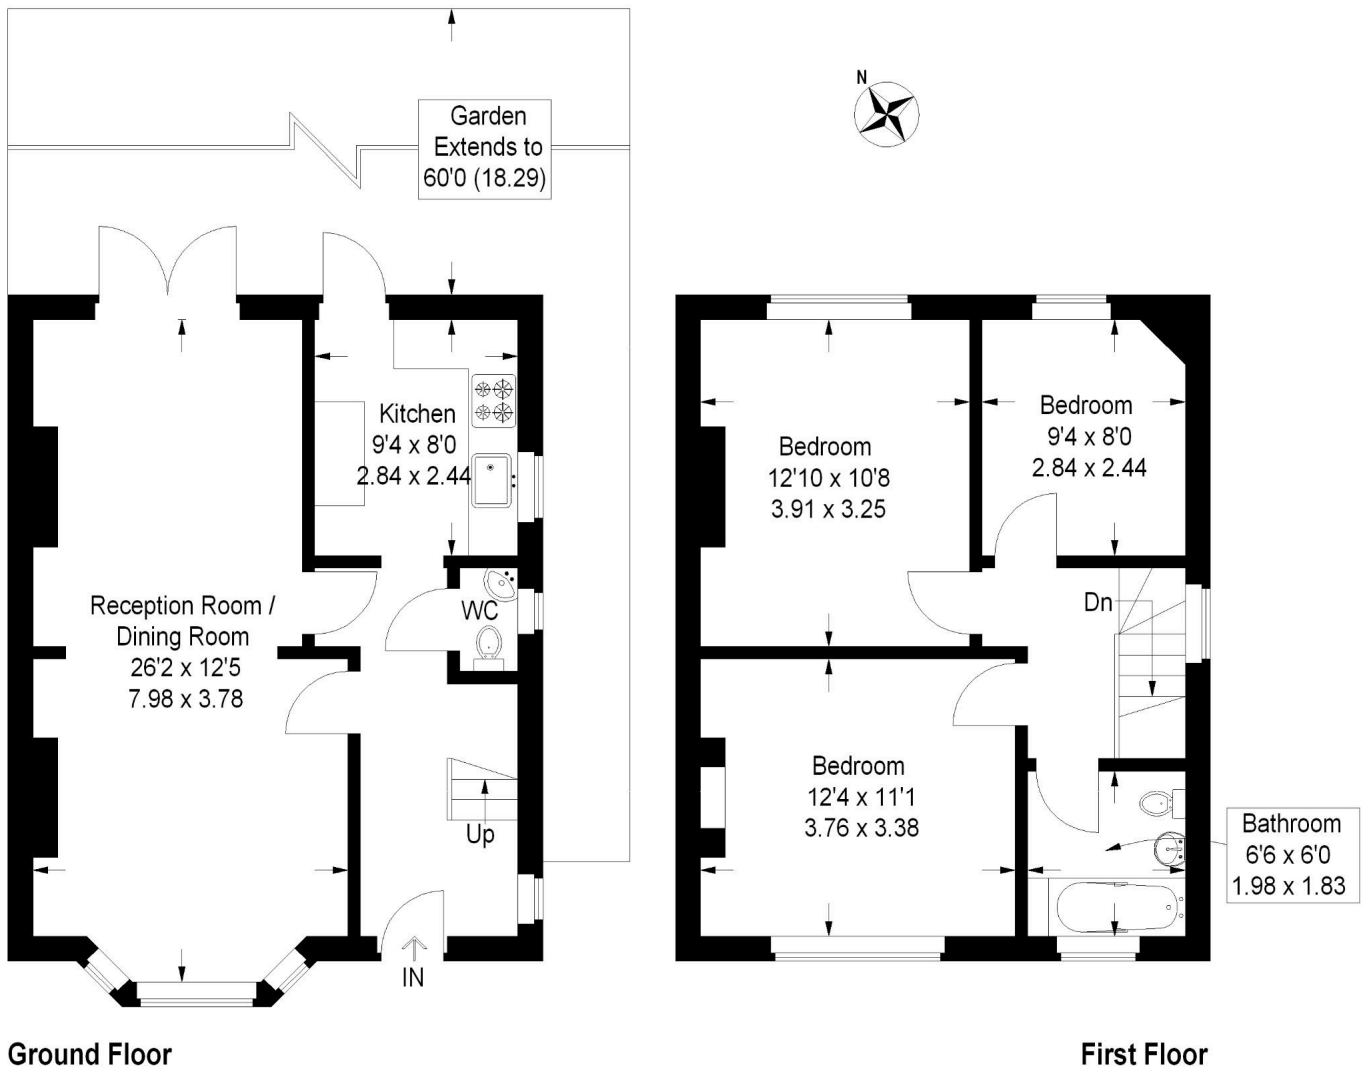 Garden
Extends to
60'0 (18.29)
N
Kitchen
9'4 x 8'0
2.84 x 2.44
WC
Reception Room /
Dining Room
26'2 x 12'5
7.98 x 3.78
Up
IN
Ground Floor
Bedroom
12'10 x 10'8
3.91 x 3.25
Bedroom
9'4 x 8'0
2.84 x 2.44
Dn
Bedroom
12'4 x 11'1
3.76 x 3.38
Bathroom
6'6 x 6'0
1.98 x 1.83
First Floor